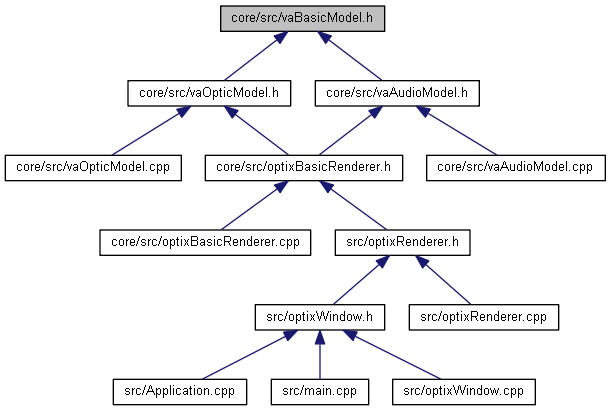 core/src/vaBasicModel.h
core/src/vaOpticModel.h
core/src/vaAudioModel.h
core/src/vaOpticModel.cpp
core/src/optixBasicRenderer.h
core/src/vaAudioModel.cpp
core/src/optixBasicRenderer.cpp
src/optixRenderer.h
src/optixWindow.h
src/optixRenderer.cpp
src/Application.cpp
src/main.cpp
src/optixWindow.cpp